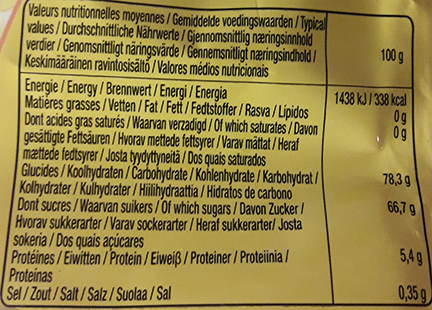 Valeurs nutritionnelles moyennes / Gemiddelde voedingswaarden / Typical
values / Durchschnittliche Nährwerte / Gjennomsnittlig næringsinnhold
verdier / Genomsnittligt näringsvärde / Gennemsnitligt næringsindhold /
Keskimääräinen ravintosisältö / Valores médios nutricionais
100 g
Energie / Energy / Brennwert / Energi / Energia 1438 kJ / 338 kcal
Matières grasses / Vetten / Fat / Fett / Fedtstoffer / Rasva / Lípidos 0 g
Dont acides gras saturés / Waarvan verzadigd / Of which saturates / Davon 0 g
gesättigte Fettsäuren / Hvorav mettede fettsyrer / Varav mättat / Heraf
mættede fedtsyrer / Josta tyydyttyneitä / Dos quais saturados
Glucides / Koolhydraten / Carbohydrate / Kohlenhydrate / Karbohydrat / 78,3 g
Kolhydrater / Kulhydrater / Hiilihydraattia / Hidratos de carbono
Dont sucres / Waarvan suikers / Of which sugars / Davon Zucker / 66,7 g
Hvorav sukkerarter / Varav sockerarter / Heraf sukkerarter/ Josta
sokeria / Dos quais açúcares
Protéines / Eiwitten / Protein / Eiweiß / Proteiner / Proteiinia / 5,4 g
Proteínas
Sel / Zout / Salt / Salz / Suolaa / Sal 0,35 g